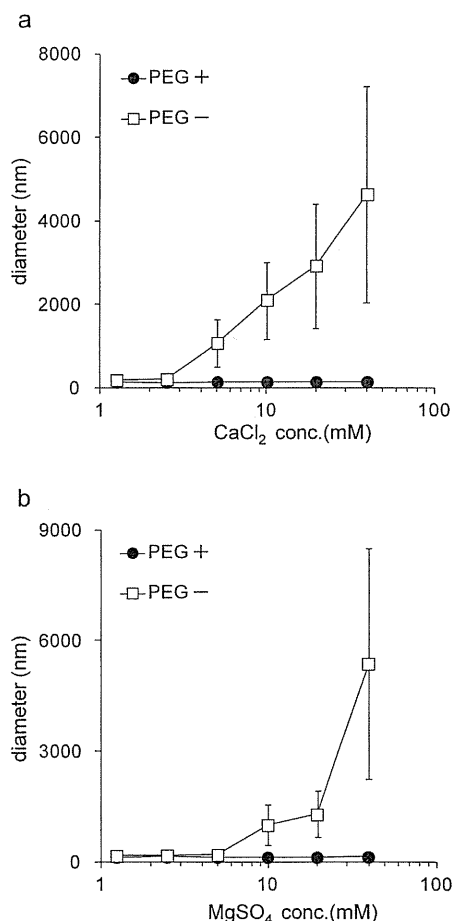 a
8000
6000
4000
2000
0
diameter (nm)
PEG +
PEG −
1
10
100
CaCl₂ conc.(mM)
b
9000
6000
3000
0
diameter (nm)
PEG +
PEG −
1
10
100
MgSO₄ conc.(mM)